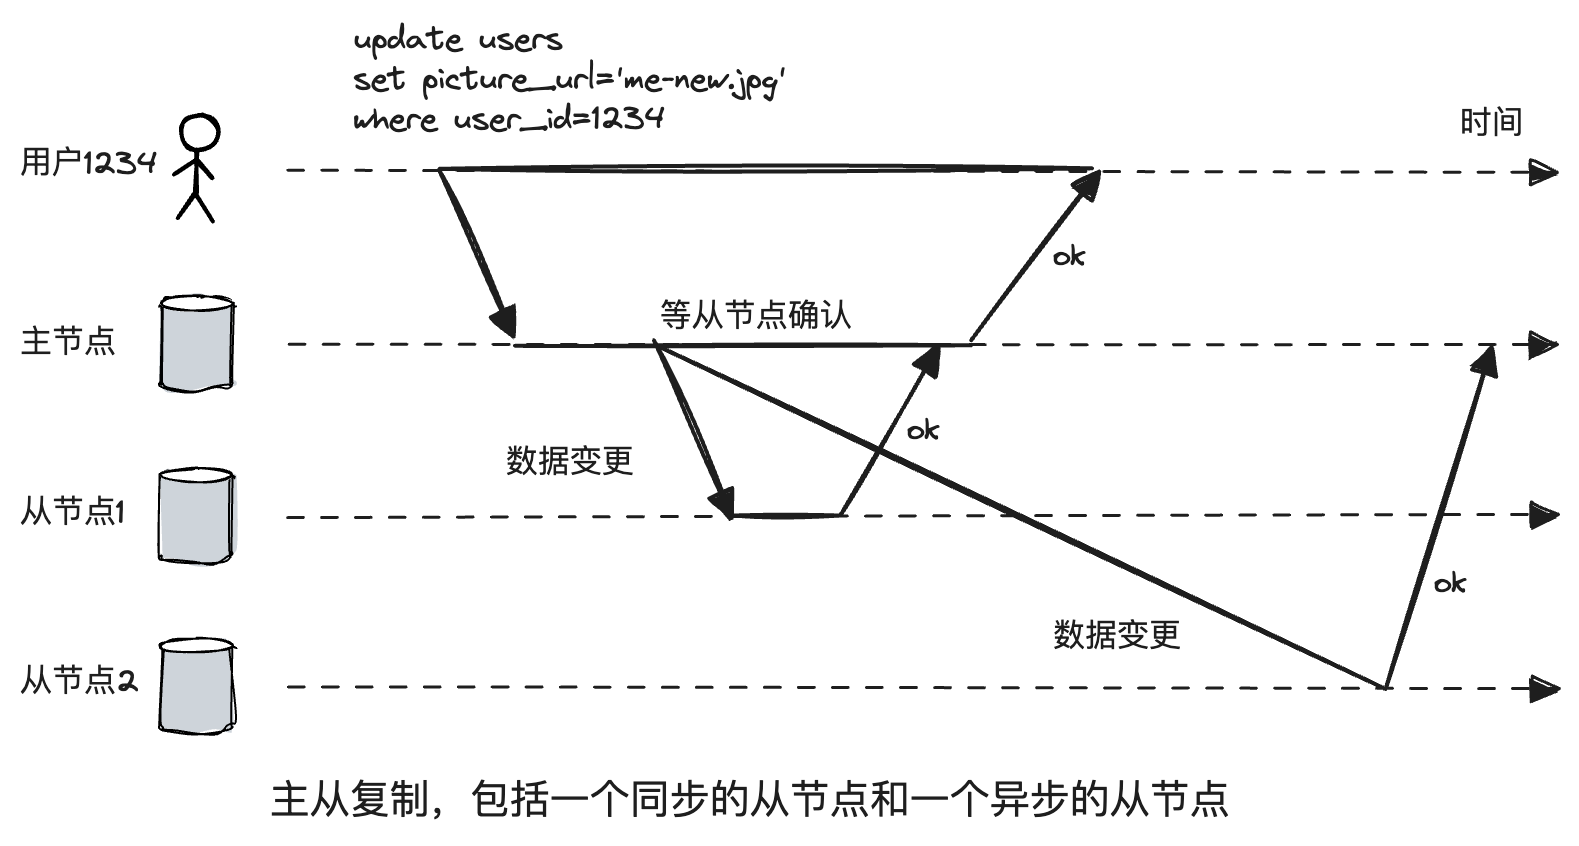 update users
set picture_url='me-new.jpg'
where user_id=1234
时间
用户1234
ok
等从节点确认
主节点
ok
数据变更
从节点1
ok
数据变更
从节点2
主从复制，包括一个同步的从节点和一个异步的从节点